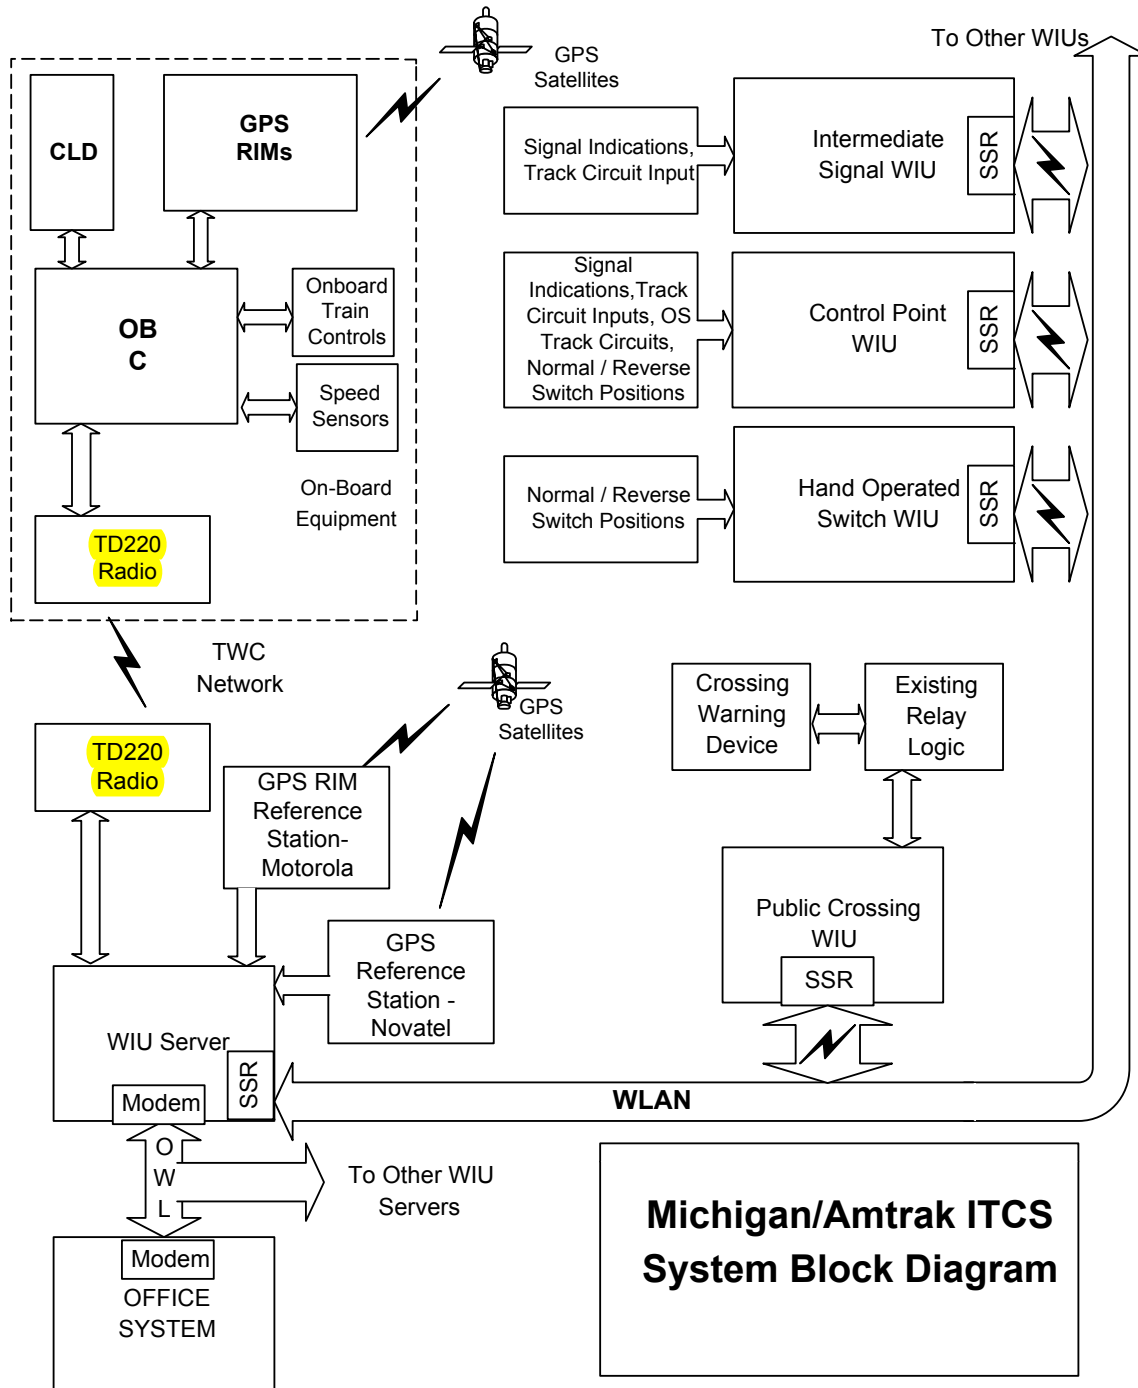 To Other WIUs
GPS
Satellites
CLD
GPS
RIMs
Signal Indications,
Track Circuit Input
Intermediate
Signal WIU
SSR
OB
C
Onboard
Train
Controls
Speed
Sensors
On-Board
Equipment
Signal
Indications,Track
Circuit Inputs, OS
Track Circuits,
Normal / Reverse
Switch Positions
Control Point
WIU
SSR
Normal / Reverse
Switch Positions
Hand Operated
Switch WIU
SSR
TD220
Radio
TWC
Network
TD220
Radio
GPS
Satellites
GPS RIM
Reference
Station-
Motorola
GPS
Reference
Station -
Novatel
Crossing
Warning
Device
Existing
Relay
Logic
Public Crossing
WIU
SSR
WIU Server
SSR
Modem
WLAN
O
W
L
To Other WIU
Servers
Modem
OFFICE
SYSTEM
Michigan/Amtrak ITCS
System Block Diagram